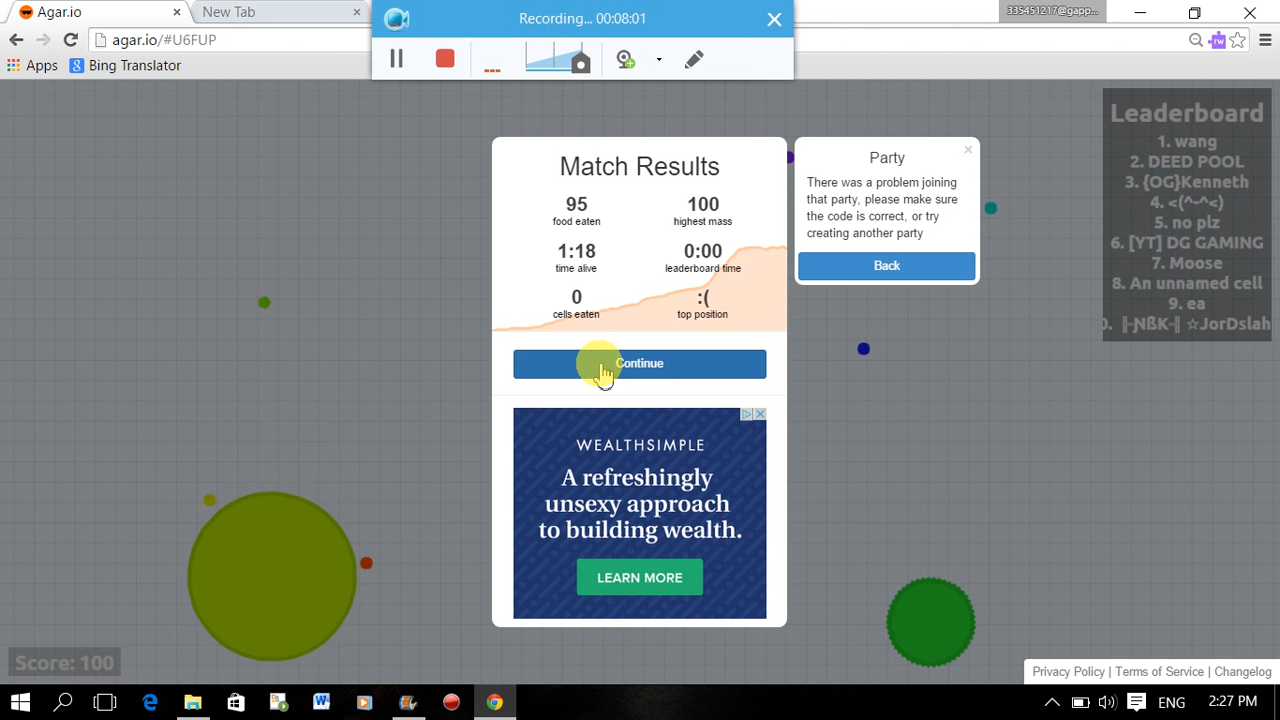 Agar.io
New Tab
Recording... 00:08:01
335451217@gapp...
agar.io/#U6FUP
Apps
Bing Translator
Match Results
95
food eaten
100
highest mass
1:18
time alive
0:00
leaderboard time
0
cells eaten
:(
top position
Continue
Party
There was a problem joining
that party, please make sure
the code is correct, or try
creating another party
Back
Leaderboard
1. wang
2. DEED POOL
3. {OG}Kenneth
4. <(^-^<)
5. no plz
6. [YT] DG GAMING
7. Moose
8. An unnamed cell
9. ea
WEALTHSIMPLE
A refreshingly
unsexy approach
to building wealth.
LEARN MORE
Score: 100
Privacy Policy | Terms of Service | Changelog
ENG
2:27 PM